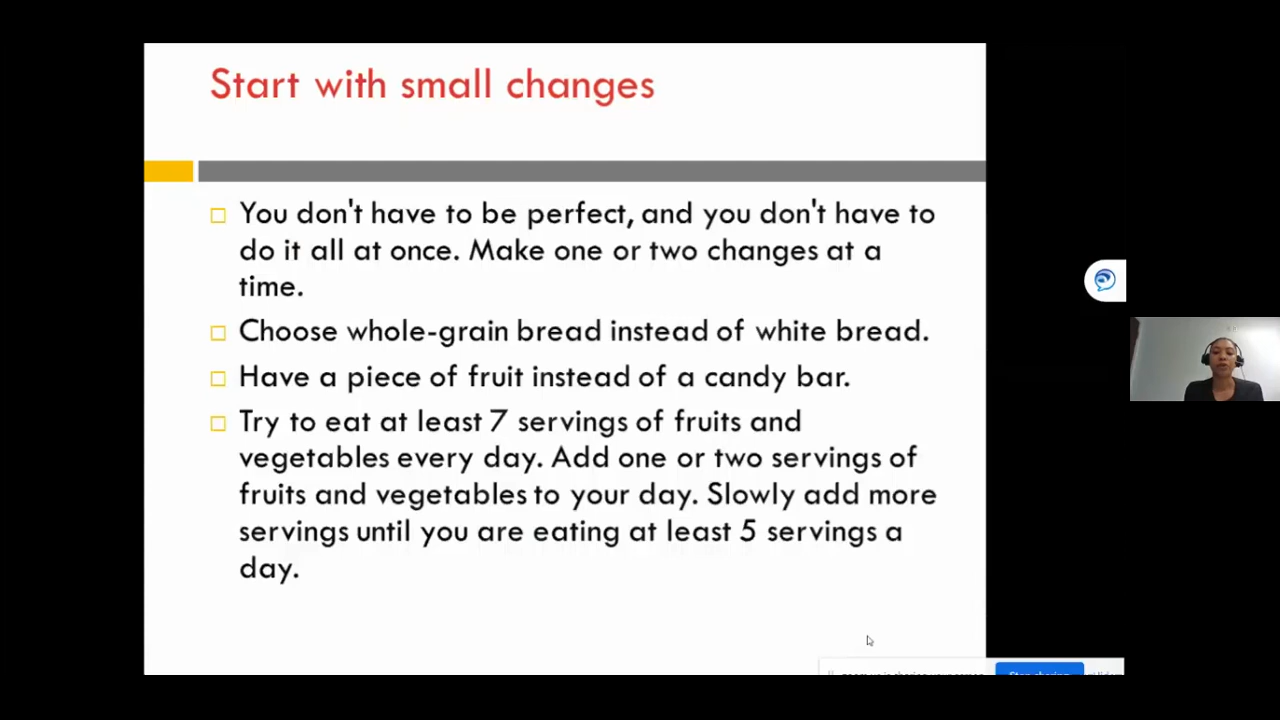 Start with small changes
You don't have to be perfect, and you don't have to
do it all at once. Make one or two changes at a
time.
Choose whole-grain bread instead of white bread.
Have a piece of fruit instead of a candy bar.
Try to eat at least 7 servings of fruits and
vegetables every day. Add one or two servings of
fruits and vegetables to your day. Slowly add more
servings until you are eating at least 5 servings a
day.
Stop sharing